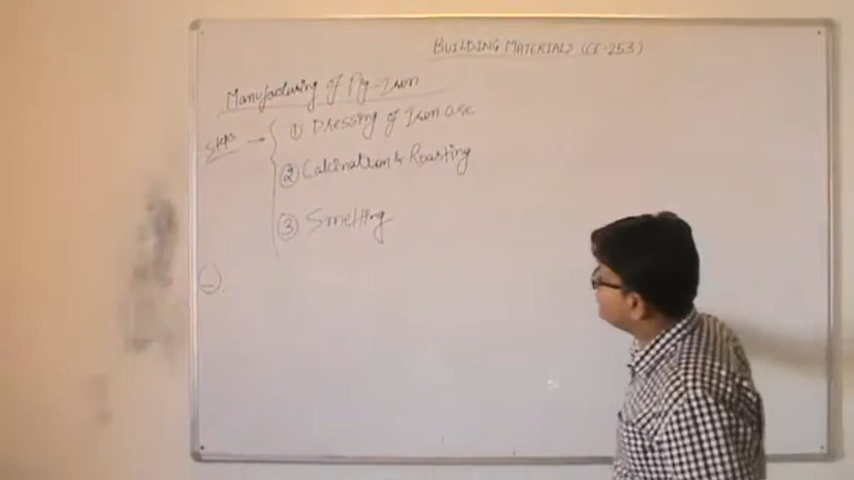 BUILDING MATERIALS (CE-253)
Manufacturing of Pig-Iron
Steps → ① Dressing of Iron ore
② Calcination & Roasting
③ Smelting